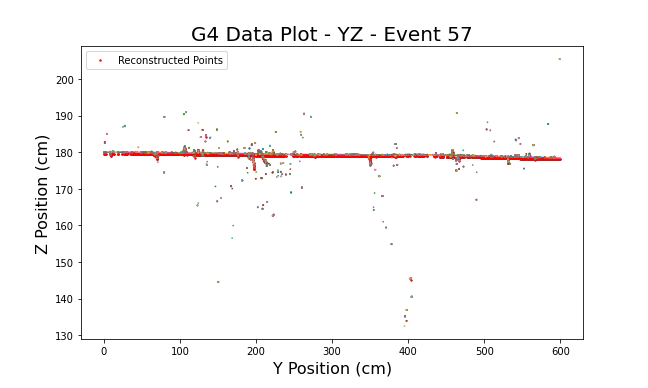 G4 Data Plot - YZ - Event 57
Reconstructed Points
Z Position (cm)
200
190
180
170
160
150
140
130
0 100 200 300 400 500 600
Y Position (cm)